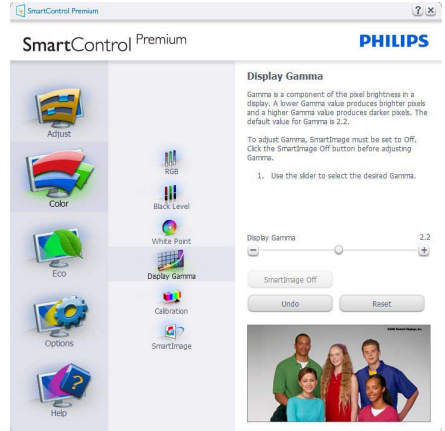 SmartControl Premium
? x
SmartControl Premium
PHILIPS
Adjust
Color
Eco
Options
Help
RGB
Black Level
White Point
Display Gamma
Calibration
SmartImage
Display Gamma
Gamma is a component of the pixel brightness in a
display. A lower Gamma value produces brighter pixels
and a higher Gamma value produces darker pixels. The
default value for Gamma is 2.2.
To adjust Gamma, SmartImage must be set to Off.
Click the SmartImage Off button before adjusting
Gamma.
1. Use the slider to select the desired Gamma.
Display Gamma 2.2
SmartImage Off
Undo Reset